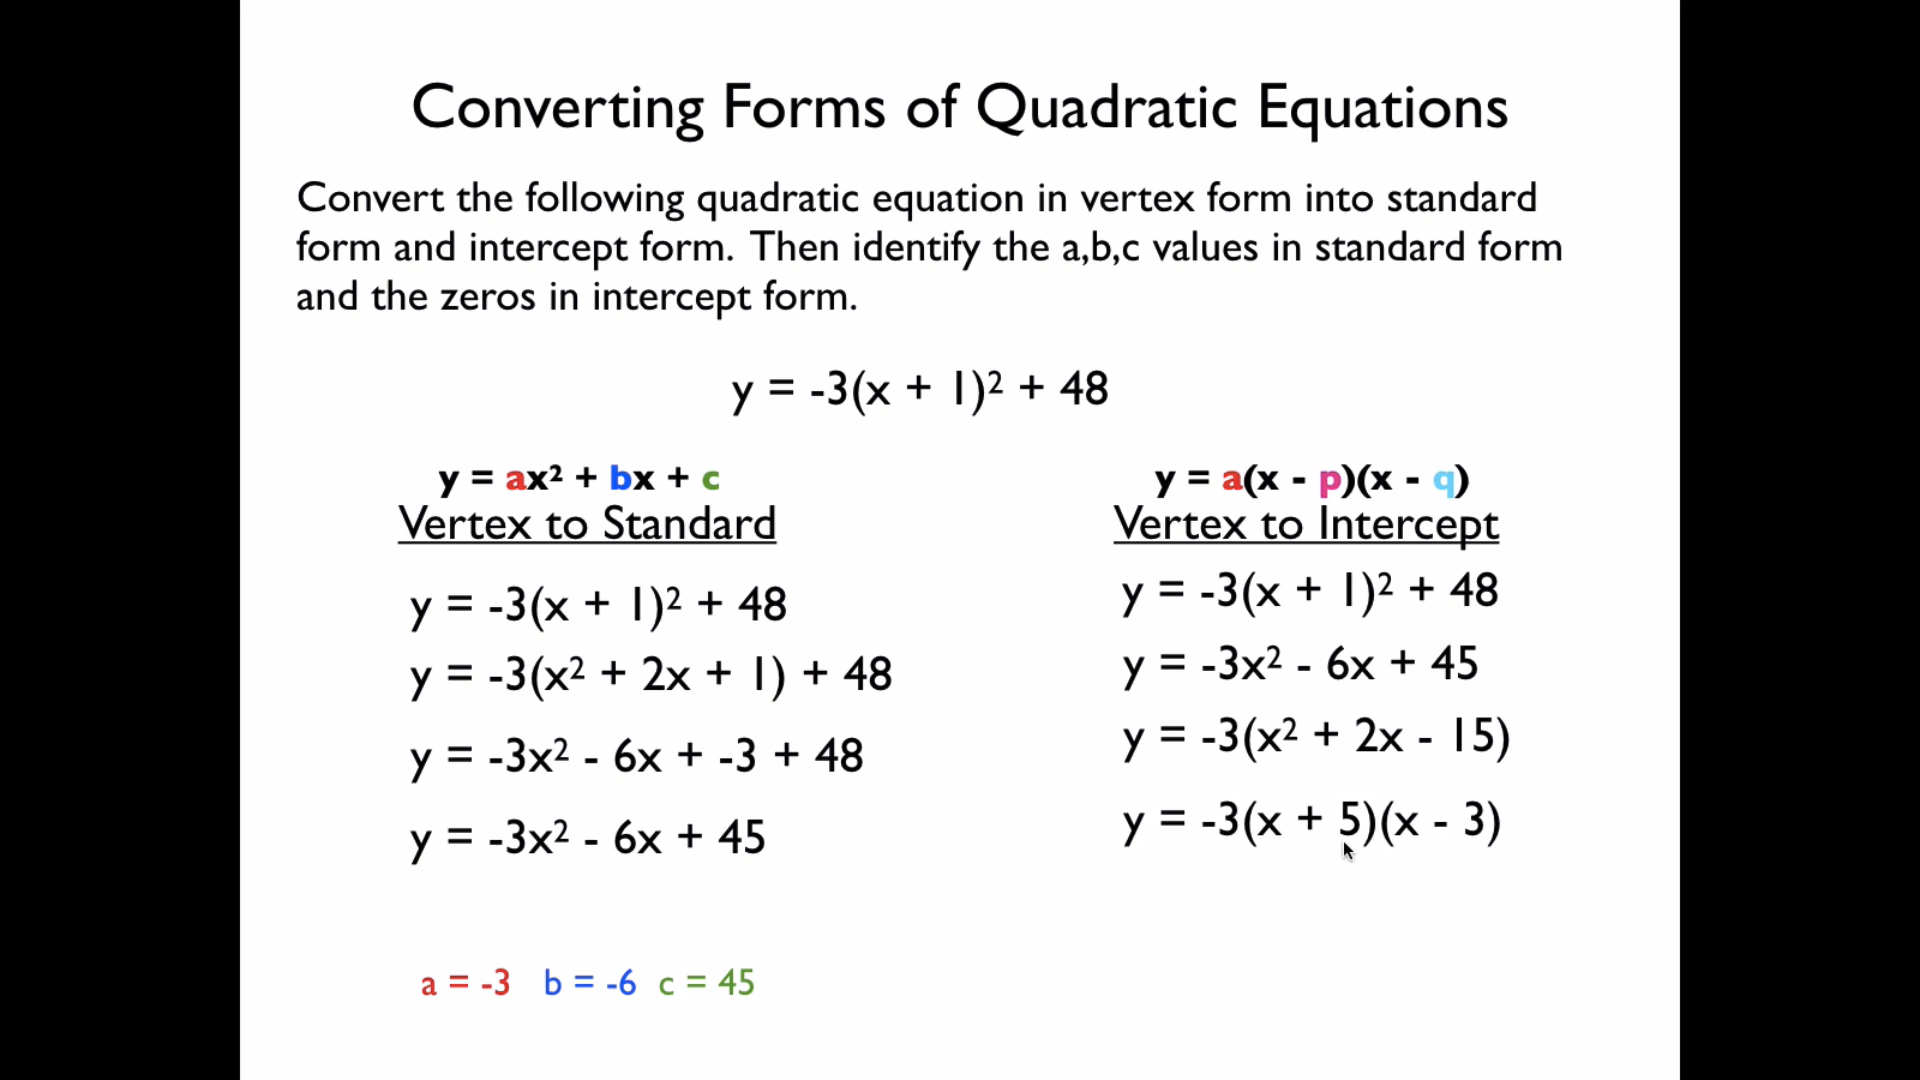 Converting Forms of Quadratic Equations
Convert the following quadratic equation in vertex form into standard
form and intercept form. Then identify the a,b,c values in standard form
and the zeros in intercept form.
y = -3(x + 1)² + 48
y = ax² + bx + c
Vertex to Standard
y = -3(x + 1)² + 48
y = -3(x² + 2x + 1) + 48
y = -3x² - 6x + -3 + 48
y = -3x² - 6x + 45
a = -3 b = -6 c = 45
y = a(x - p)(x - q)
Vertex to Intercept
y = -3(x + 1)² + 48
y = -3x² - 6x + 45
y = -3(x² + 2x - 15)
y = -3(x + 5)(x - 3)